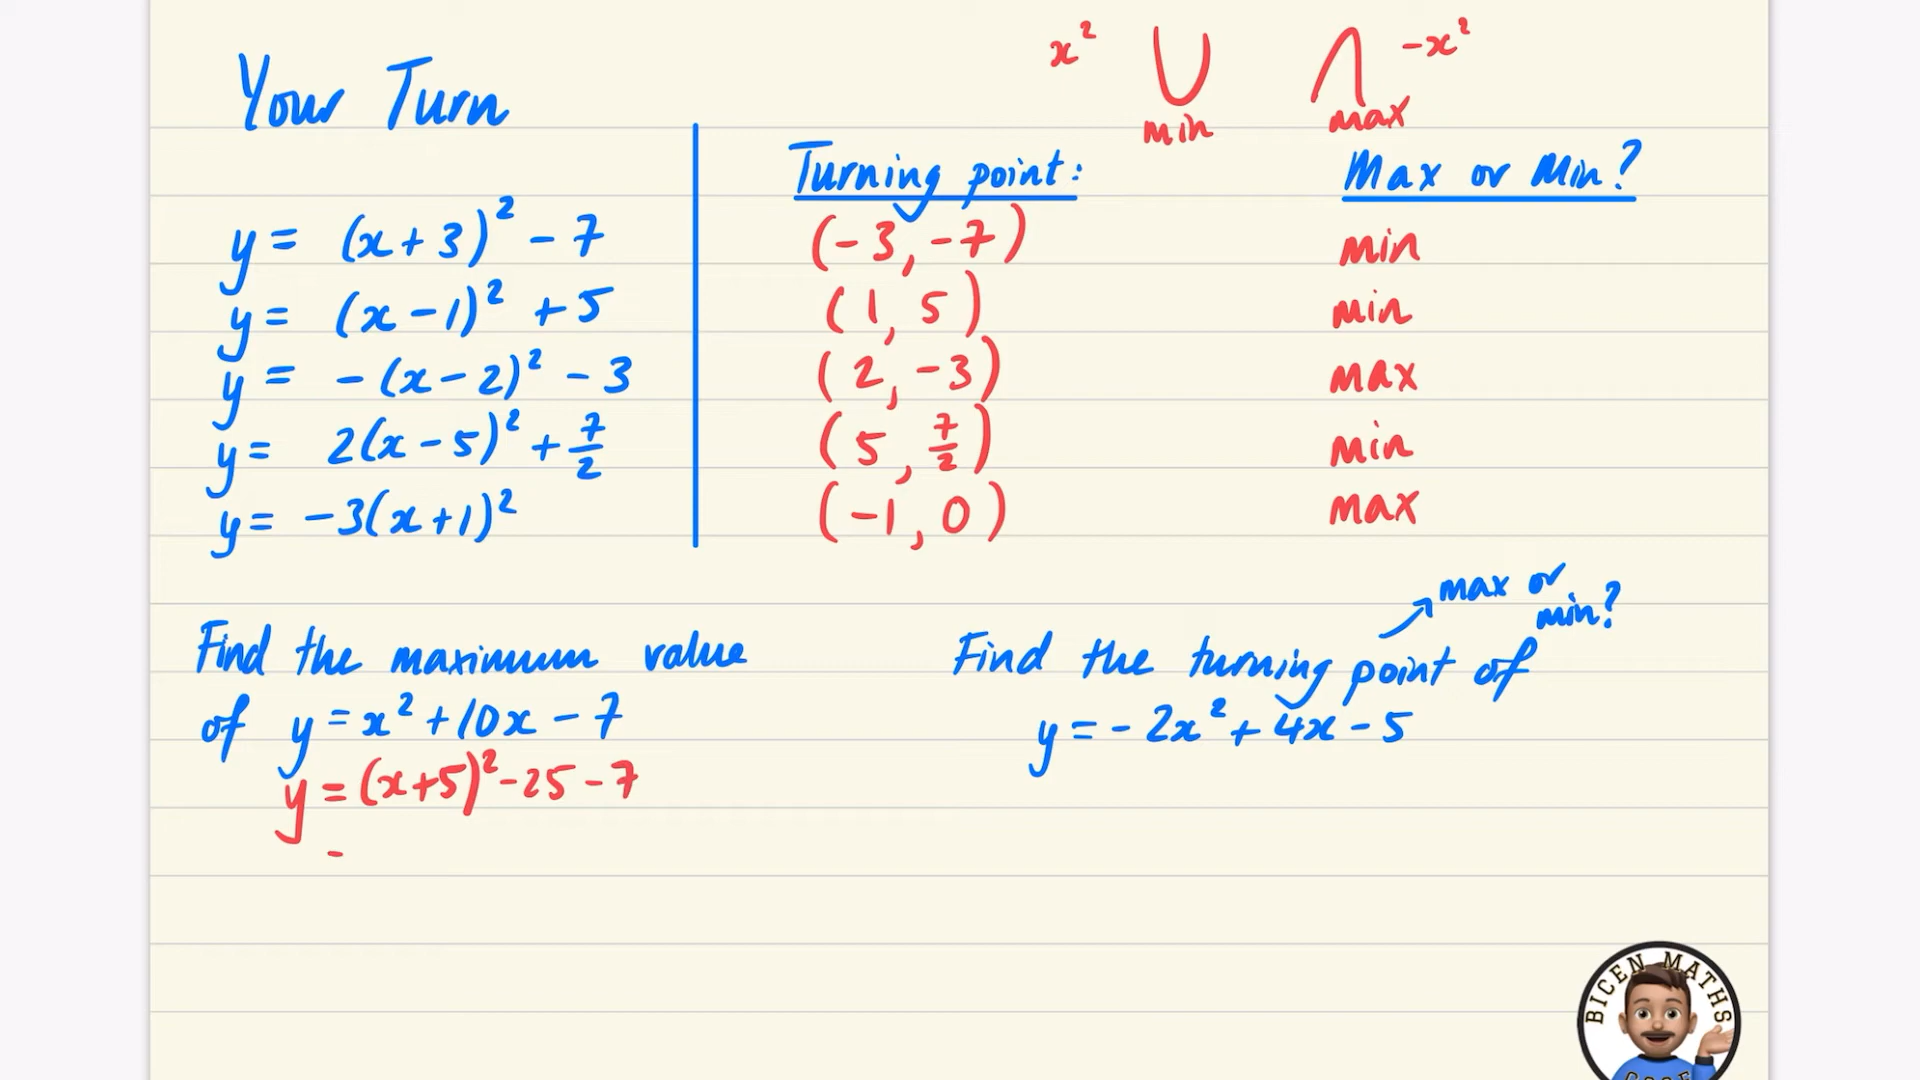 x² -x²
min max
Your Turn
Turning point: Max or Min?
y = (x+3)² - 7 (-3, -7) min
y = (x-1)² + 5 (1, 5) min
y = -(x-2)² - 3 (2, -3) max
y = 2(x-5)² + 7/2 (5, 7/2) min
y = -3(x+1)² (-1, 0) max
Find the maximum value
of y = x² + 10x - 7
y = (x+5)² - 25 - 7
-
max or
min?
Find the turning point of
y = -2x² + 4x - 5
BICEN MATHS